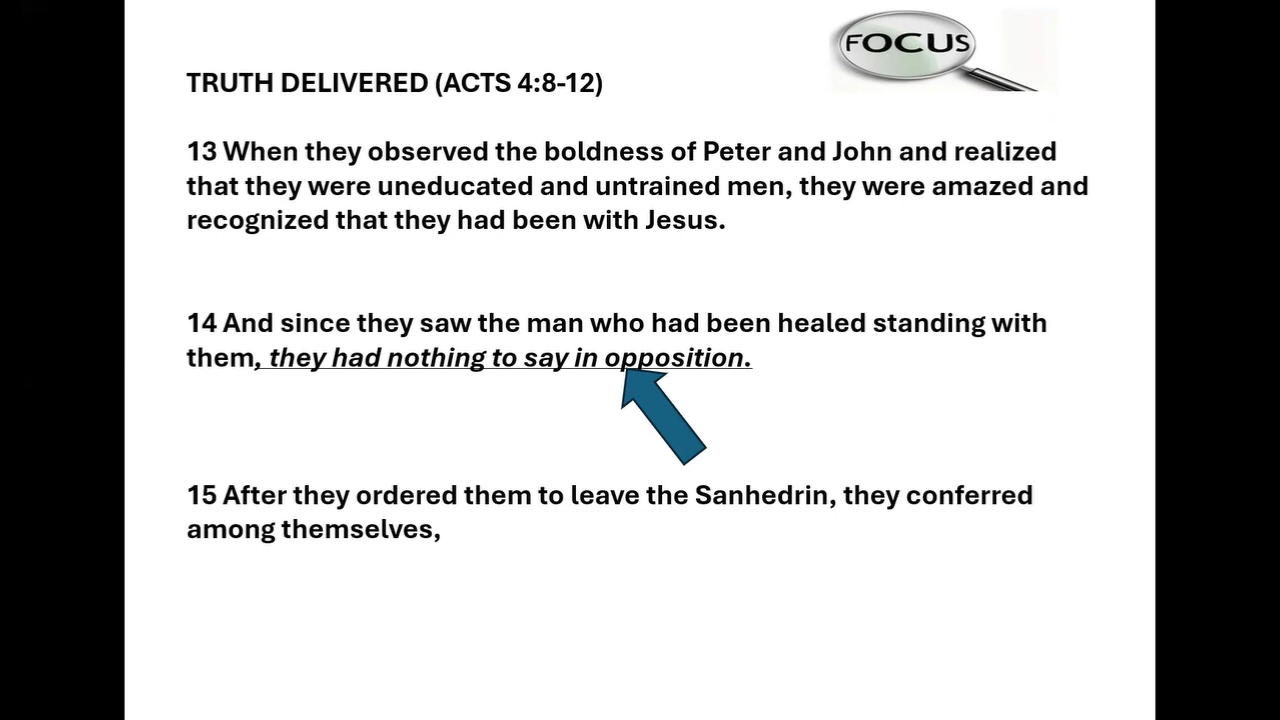 FOCUS
TRUTH DELIVERED (ACTS 4:8-12)
13 When they observed the boldness of Peter and John and realized
that they were uneducated and untrained men, they were amazed and
recognized that they had been with Jesus.
14 And since they saw the man who had been healed standing with
them, they had nothing to say in opposition.
15 After they ordered them to leave the Sanhedrin, they conferred
among themselves,